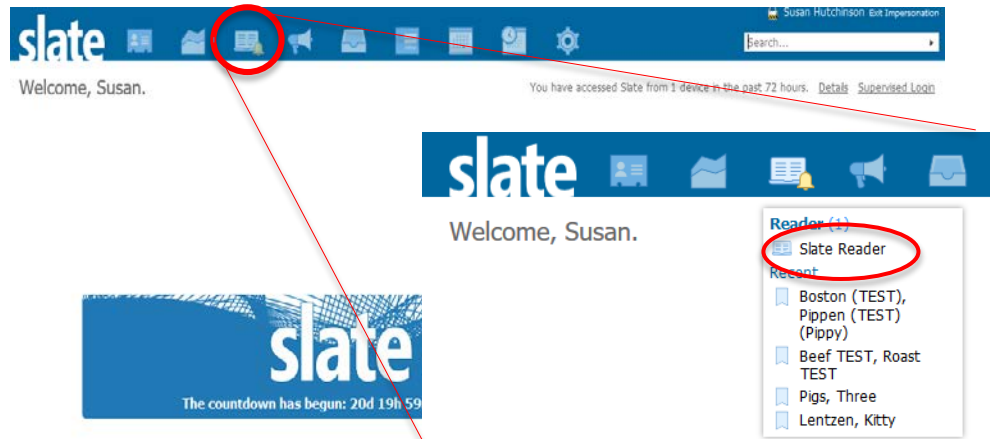 Susan Hutchinson Exit Impersonation
slate
Search...
Welcome, Susan.
You have accessed Slate from 1 device in the past 72 hours. Details Supervised Login
slate
Welcome, Susan.
Reader (1)
Slate Reader
Recent
Boston (TEST),
Pippen (TEST)
(Pippy)
Beef TEST, Roast
TEST
Pigs, Three
Lentzen, Kitty
slate
The countdown has begun: 20d 19h 59